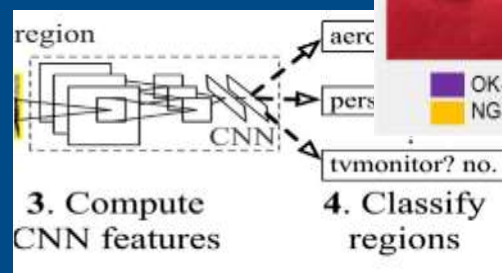 region
aero
OK
pers
NG
CNN
tvmonitor? no.
3. Compute
CNN features
4. Classify
regions